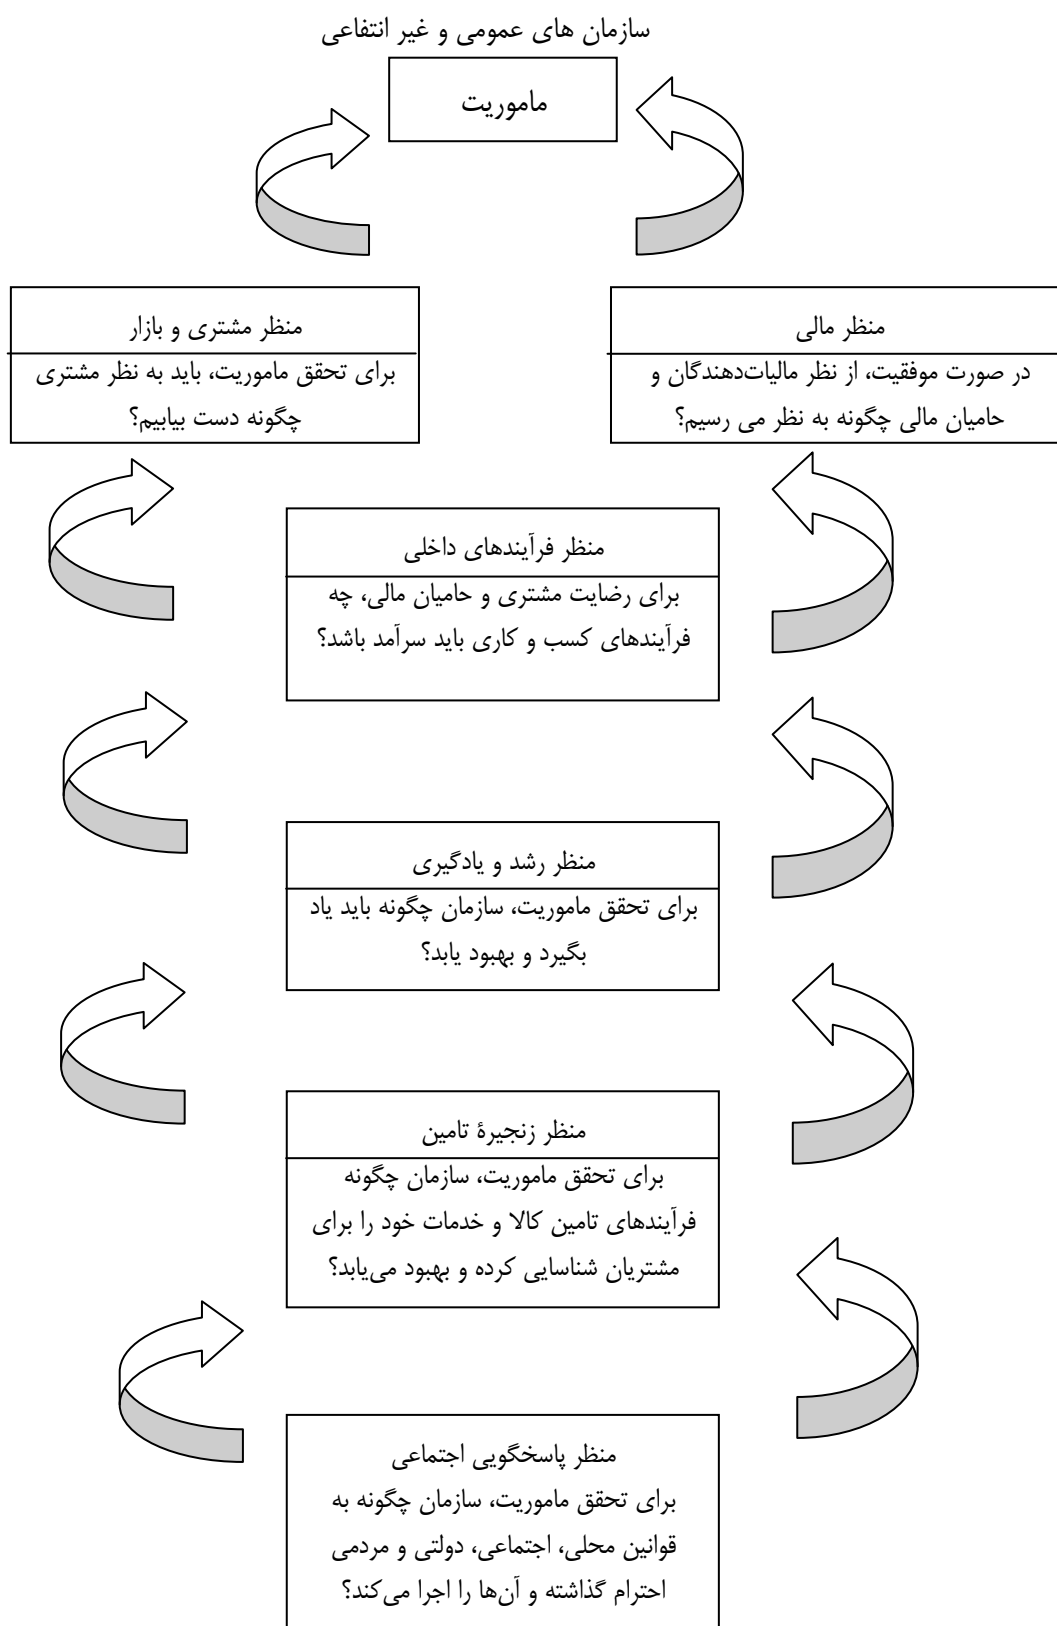 سازمان های عمومی و غیر انتفاعی
ماموریت
منظر مالی
در صورت موفقیت، از نظر مالیات‌دهندگان و
حامیان مالی چگونه به نظر می رسیم؟
منظر مشتری و بازار
برای تحقق ماموریت، باید به نظر مشتری
چگونه دست بیابیم؟
منظر فرآیندهای داخلی
برای رضایت مشتری و حامیان مالی، چه
فرآیندهای کسب و کاری باید سرآمد باشد؟
منظر رشد و یادگیری
برای تحقق ماموریت، سازمان چگونه باید یاد
بگیرد و بهبود یابد؟
منظر زنجیرۀ تامین
برای تحقق ماموریت، سازمان چگونه
فرآیندهای تامین کالا و خدمات خود را برای
مشتریان شناسایی کرده و بهبود می‌یابد؟
منظر پاسخگویی اجتماعی
برای تحقق ماموریت، سازمان چگونه به
قوانین محلی، اجتماعی، دولتی و مردمی
احترام گذاشته و آن‌ها را اجرا می‌کند؟